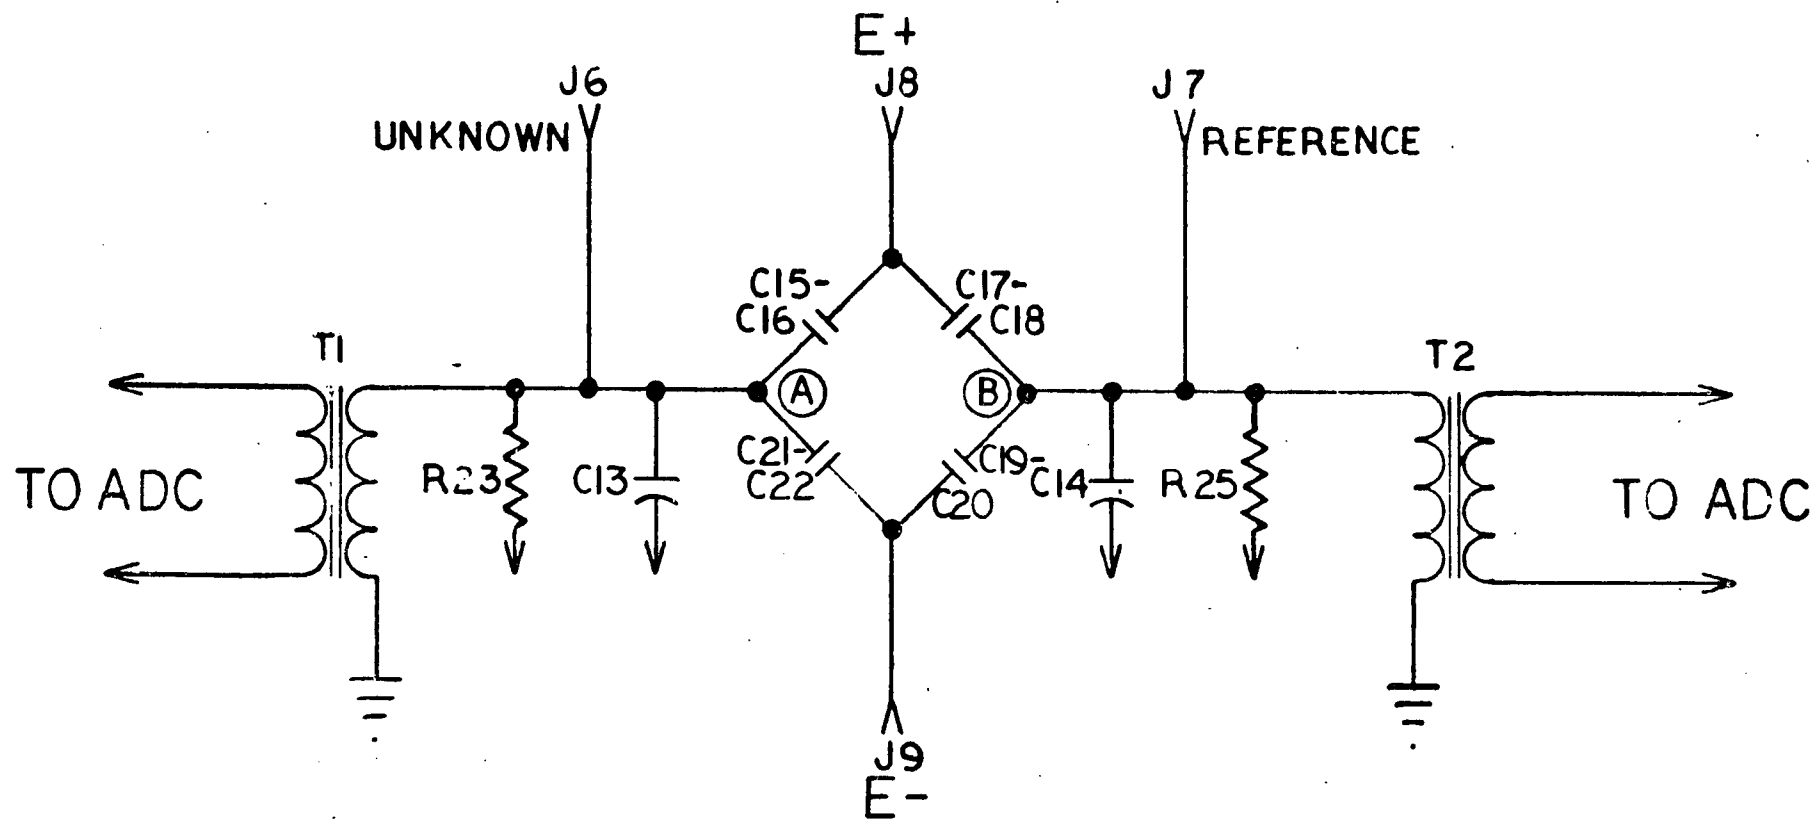 E+
J8
J6
UNKNOWN
J7
REFERENCE
C15-
C16
C17-
C18
T1
T2
A
B
TO ADC
R23
C13
C21-
C22
C19-
C20
C14
R25
TO ADC
J9
E-